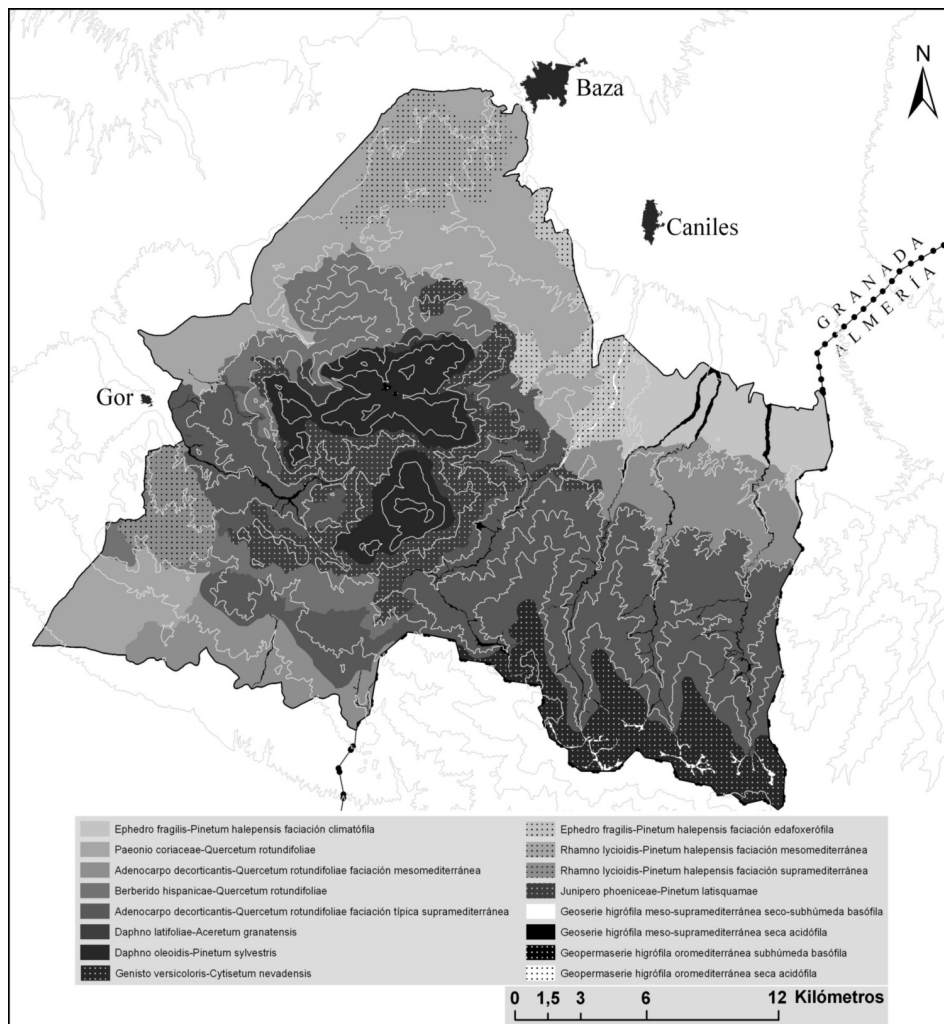 N
Baza
Caniles
GRANADA
ALMERÍA
Gor
Ephedro fragilis-Pinetum halepensis faciación climatófila
Paeonio coriaceae-Quercetum rotundifoliae
Adenocarpo decorticantis-Quercetum rotundifoliae faciación mesomediterránea
Berberido hispanicae-Quercetum rotundifoliae
Adenocarpo decorticantis-Quercetum rotundifoliae faciación típica supramediterránea
Daphno latifoliae-Aceretum granatensis
Daphno oleoidis-Pinetum sylvestris
Genisto versicoloris-Cytisetum nevadensis
Ephedro fragilis-Pinetum halepensis faciación edafoxerófila
Rhamno lycioidis-Pinetum halepensis faciación mesomediterránea
Rhamno lycioidis-Pinetum halepensis faciación supramediterránea
Junipero phoeniceae-Pinetum latisquamae
Geoserie higrófila meso-supramediterránea seco-subhúmeda basófila
Geoserie higrófila meso-supramediterránea seca acidófila
Geopermaserie higrófila oromediterránea subhúmeda basófila
Geopermaserie higrófila oromediterránea seca acidófila
0 1,5 3 6 12 Kilómetros